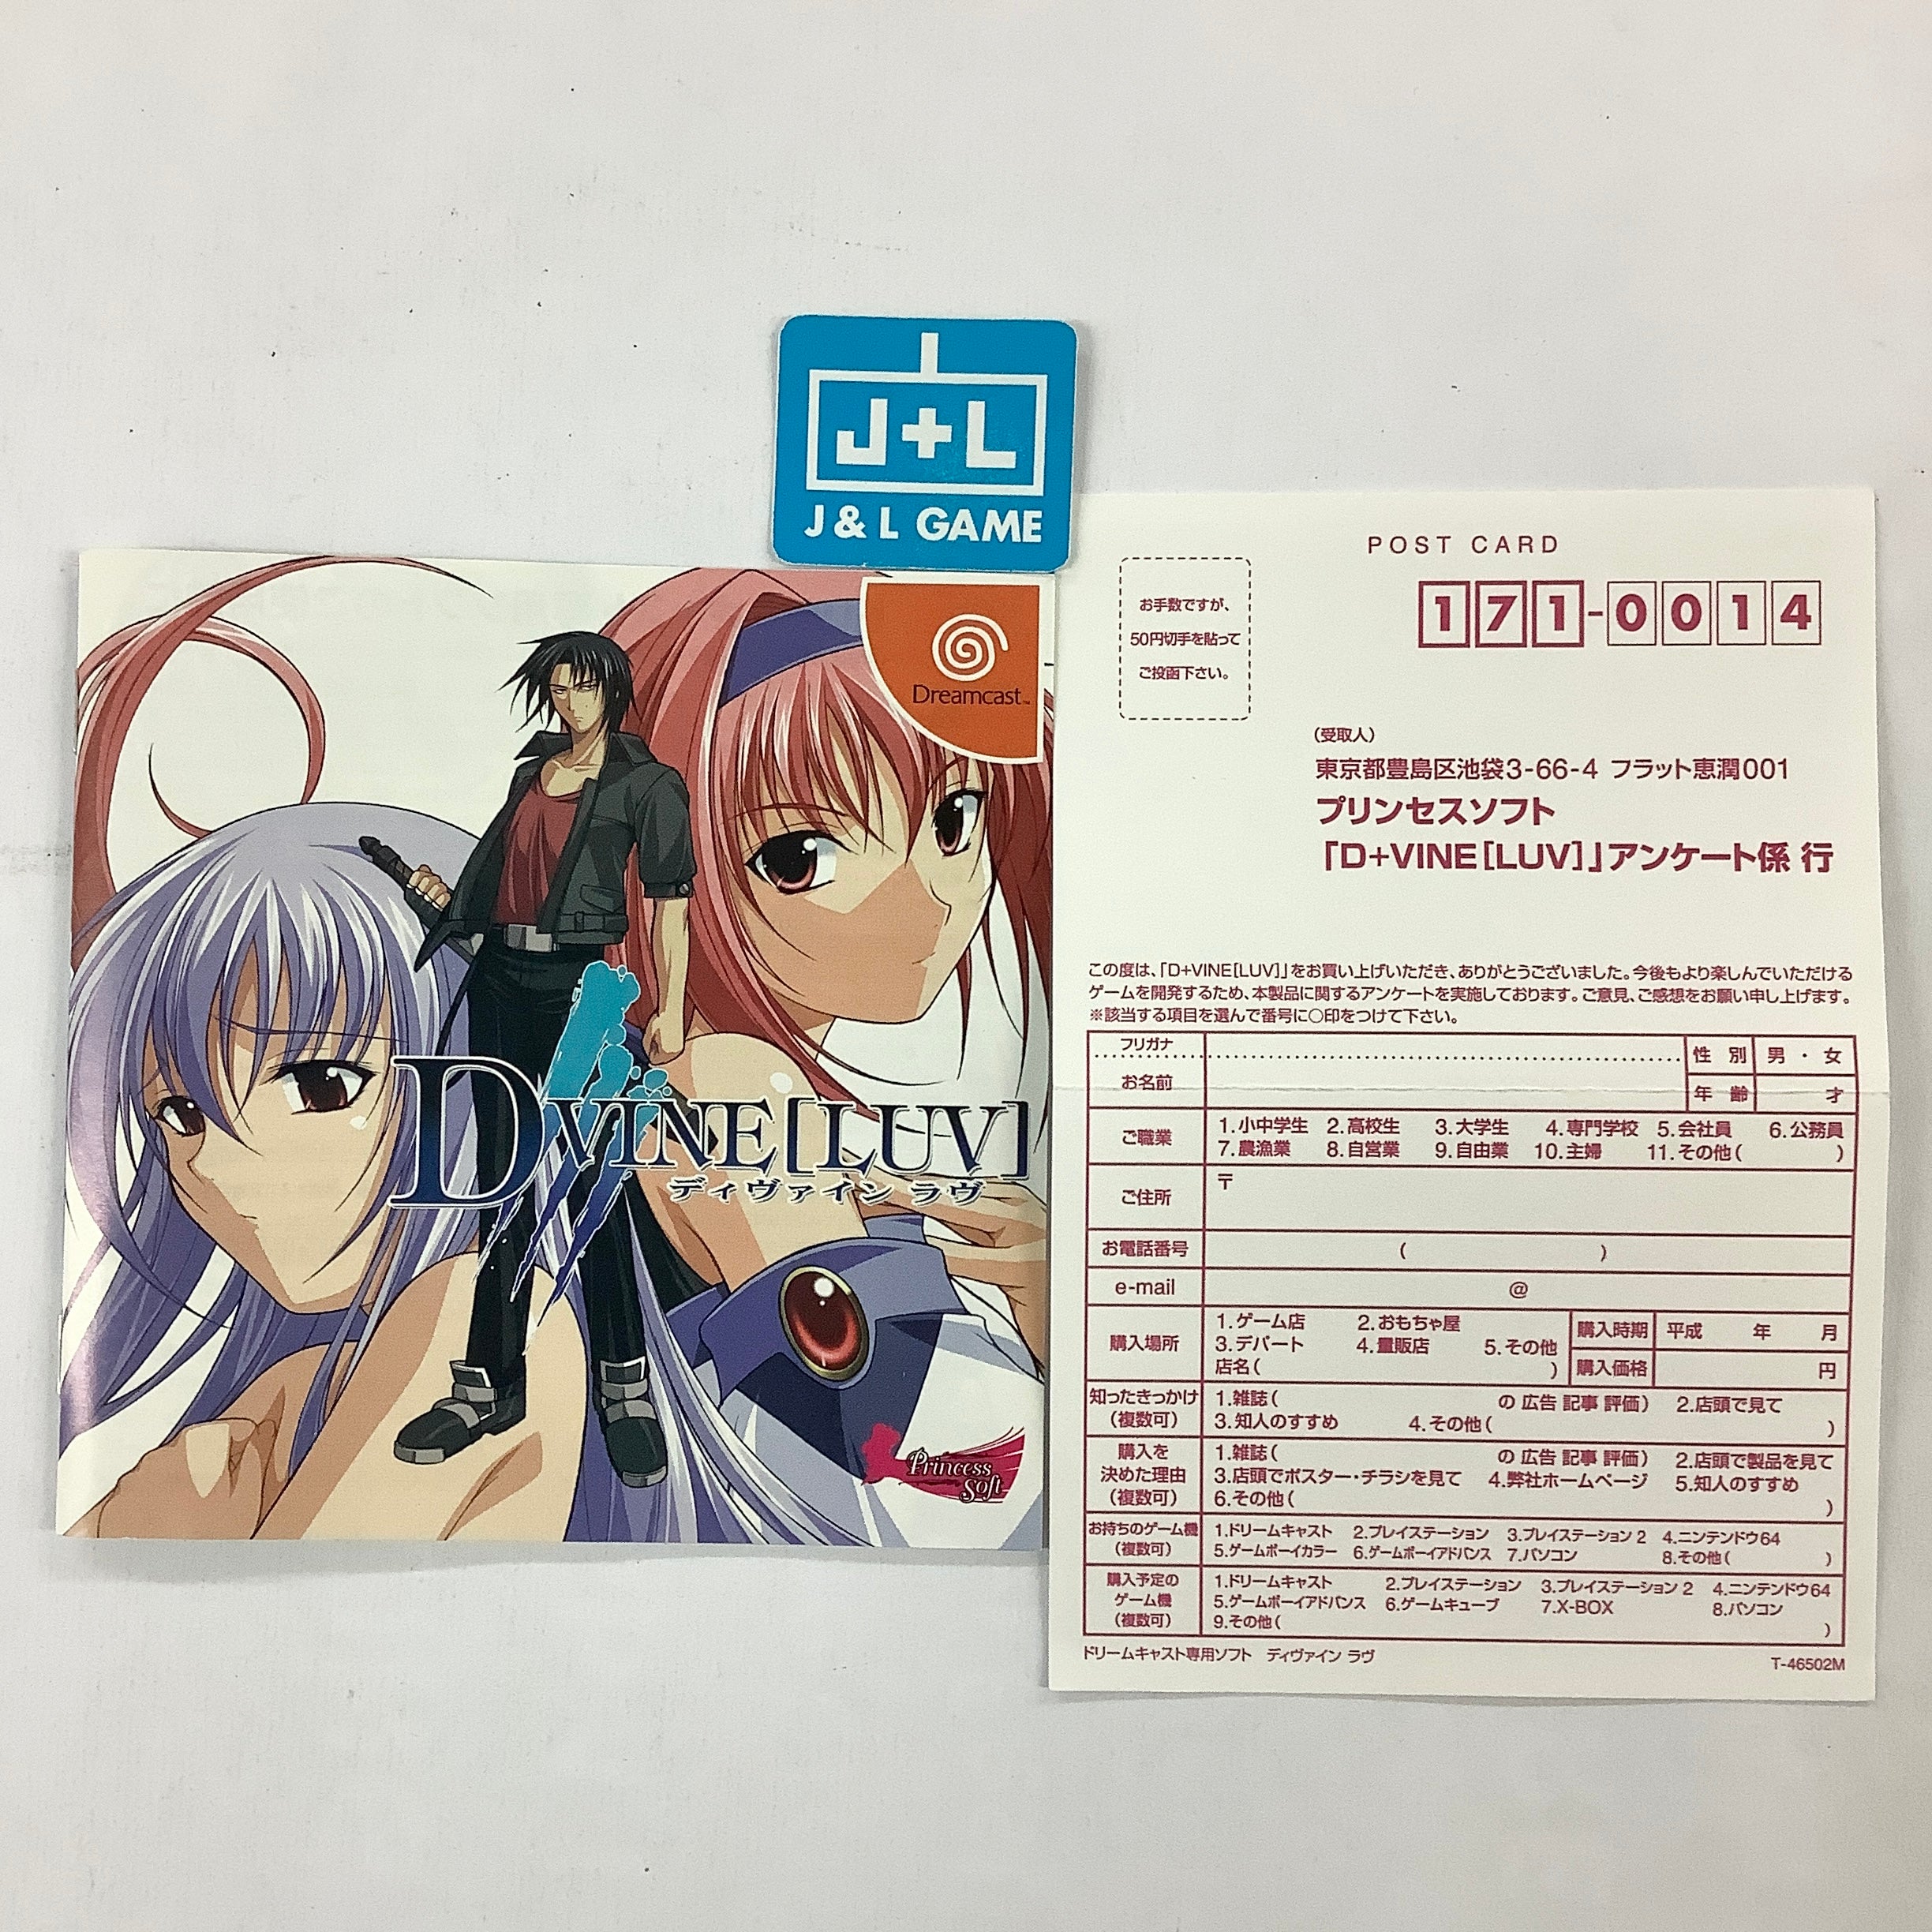 J+L
J & L GAME
Dreamcast™
D+VINE[LUV]
ディヴァイン ラヴ
Princess
Soft
POST CARD
お手数ですが、
50円切手を貼って
ご投函下さい。
171-0014
(受取人)
東京都豊島区池袋3-66-4 フラット恵潤001
プリンセスソフト
「D+VINE[LUV]」アンケート係 行
この度は、「D+VINE[LUV]」をお買い上げいただき、ありがとうございました。今後もより楽しんでいただける
ゲームを開発するため、本製品に関するアンケートを実施しております。ご意見、ご感想をお願い申し上げます。
※該当する項目を選んで番号に○印をつけて下さい。
フリガナ
お名前
性 別 男 ・ 女
年 齢 才
ご職業
1.小中学生 2.高校生 3.大学生 4.専門学校 5.会社員 6.公務員
7.農漁業 8.自営業 9.自由業 10.主婦 11.その他( )
ご住所 〒
お電話番号 ( )
e-mail @
購入場所
1.ゲーム店 2.おもちゃ屋
3.デパート 4.量販店 5.その他
店名( )
購入時期 平成 年 月
購入価格 円
知ったきっかけ
(複数可)
1.雑誌( の 広告 記事 評価) 2.店頭で見て
3.知人のすすめ 4.その他( )
購入を
決めた理由
(複数可)
1.雑誌( の 広告 記事 評価) 2.店頭で製品を見て
3.店頭でポスター・チラシを見て 4.弊社ホームページ 5.知人のすすめ
6.その他( )
お持ちのゲーム機
(複数可)
1.ドリームキャスト 2.プレイステーション 3.プレイステーション2 4.ニンテンドウ64
5.ゲームボーイカラー 6.ゲームボーイアドバンス 7.パソコン 8.その他( )
購入予定の
ゲーム機
(複数可)
1.ドリームキャスト 2.プレイステーション 3.プレイステーション2 4.ニンテンドウ64
5.ゲームボーイアドバンス 6.ゲームキューブ 7.X-BOX 8.パソコン
9.その他( )
ドリームキャスト専用ソフト ディヴァイン ラヴ
T-46502M